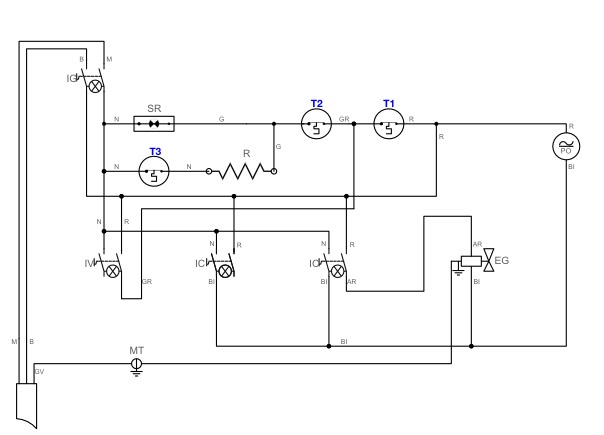 B M
IG
SR
T2 T1
N G GR R
R
PO
BI
T3
N N
R
G
R
N R
N R
N R
IV
IC
IG
GR
BI
BI AR
AR
EG
BI
M B
BI
MT
GV